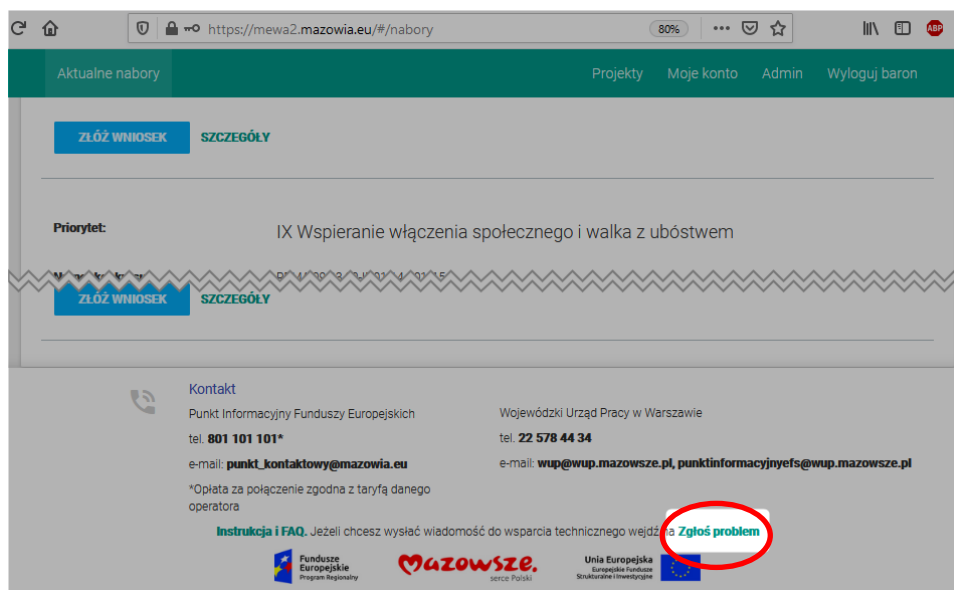 https://mewa2.mazowia.eu/#/nabory
80%
ABP
Aktualne nabory
Projekty
Moje konto
Admin
Wyloguj baron
ZŁÓŻ WNIOSEK
SZCZEGÓŁY
Priorytet:
IX Wspieranie włączenia społecznego i walka z ubóstwem
ZŁÓŻ WNIOSEK
SZCZEGÓŁY
Kontakt
Punkt Informacyjny Funduszy Europejskich
tel. 801 101 101*
e-mail: punkt_kontaktowy@mazowia.eu
*Opłata za połączenie zgodna z taryfą danego
operatora
Wojewódzki Urząd Pracy w Warszawie
tel. 22 578 44 34
e-mail: wup@wup.mazowsze.pl, punktinformacyjnyefs@wup.mazowsze.pl
Instrukcja i FAQ. Jeżeli chcesz wysłać wiadomość do wsparcia technicznego wejdź na Zgłoś problem
Fundusze
Europejskie
Program Regionalny
Mazowsze.
serce Polski
Unia Europejska
Europejskie Fundusze
Strukturalne i Inwestycyjne